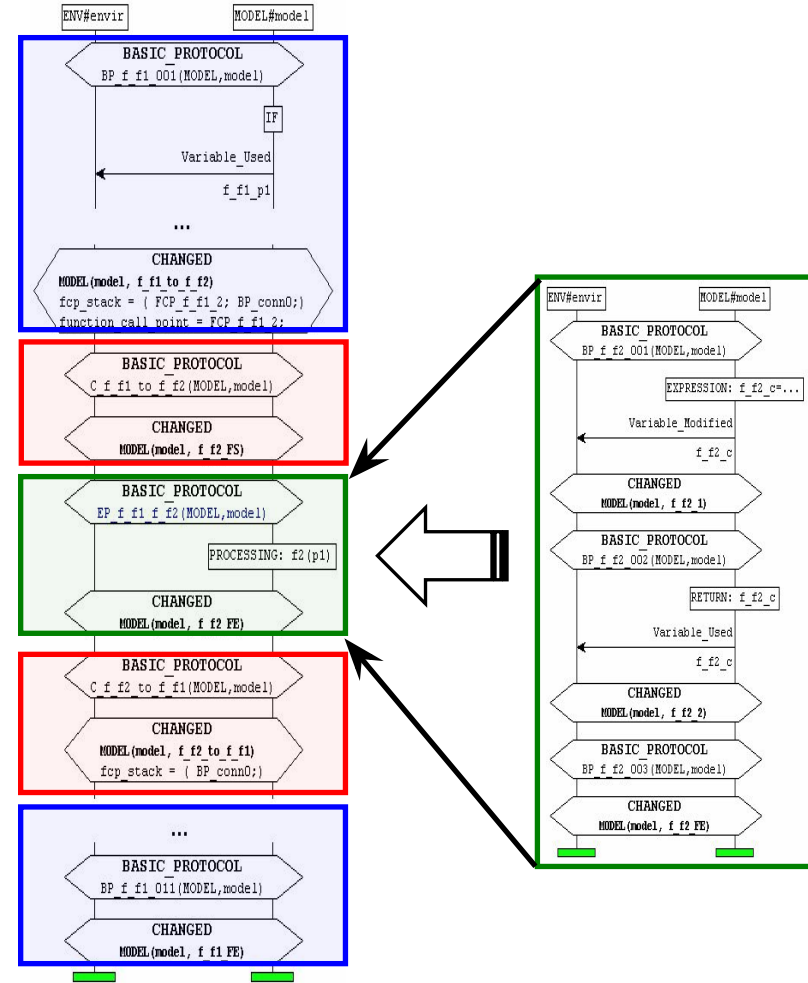 ENV#envir
MODEL#model
BASIC_PROTOCOL
BP_f_f1_001(MODEL,model)
IF
Variable_Used
f_f1_p1
...
CHANGED
MODEL(model, f_f1_to_f_f2)
fcp_stack = ( FCP_f_f1_2; BP_conn0;)
function_call_point = FCP_f_f1_2;
BASIC_PROTOCOL
C_f_f1_to_f_f2(MODEL,model)
CHANGED
MODEL(model, f_f2_FS)
BASIC_PROTOCOL
EP_f_f1_f_f2(MODEL,model)
PROCESSING: f2(p1)
CHANGED
MODEL(model, f_f2_FE)
BASIC_PROTOCOL
C_f_f2_to_f_f1(MODEL,model)
CHANGED
MODEL(model, f_f2_to_f_f1)
fcp_stack = ( BP_conn0;)
...
BASIC_PROTOCOL
BP_f_f1_011(MODEL,model)
CHANGED
MODEL(model, f_f1_FE)
ENV#envir
MODEL#model
BASIC_PROTOCOL
BP_f_f2_001(MODEL,model)
EXPRESSION: f_f2_c=...
Variable_Modified
f_f2_c
CHANGED
MODEL(model, f_f2_1)
BASIC_PROTOCOL
BP_f_f2_002(MODEL,model)
RETURN: f_f2_c
Variable_Used
f_f2_c
CHANGED
MODEL(model, f_f2_2)
BASIC_PROTOCOL
BP_f_f2_003(MODEL,model)
CHANGED
MODEL(model, f_f2_FE)